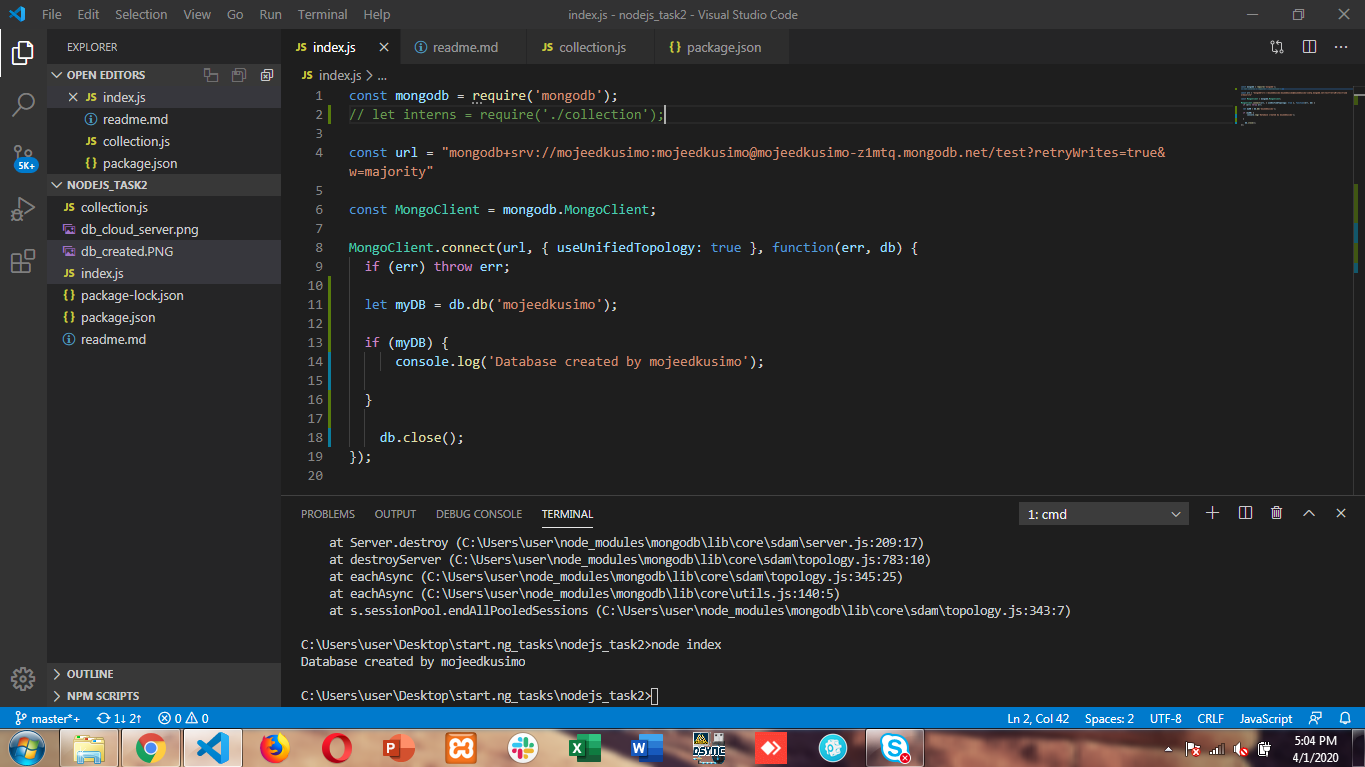 File Edit Selection View Go Run Terminal Help
index.js - nodejs_task2 - Visual Studio Code
EXPLORER
OPEN EDITORS
JS index.js
readme.md
JS collection.js
{} package.json
NODEJS_TASK2
JS collection.js
db_cloud_server.png
db_created.PNG
JS index.js
{} package-lock.json
{} package.json
readme.md
OUTLINE
NPM SCRIPTS
5K+
JS index.js
readme.md
JS collection.js
{} package.json
JS index.js > ...
1 const mongodb = require('mongodb');
2 // let interns = require('./collection');
3
4 const url = "mongodb+srv://mojeedkusimo:mojeedkusimo@mojeedkusimo-z1mtq.mongodb.net/test?retryWrites=true&
w=majority"
5
6 const MongoClient = mongodb.MongoClient;
7
8 MongoClient.connect(url, { useUnifiedTopology: true }, function(err, db) {
9 if (err) throw err;
10
11 let myDB = db.db('mojeedkusimo');
12
13 if (myDB) {
14 console.log('Database created by mojeedkusimo');
15
16 }
17
18 db.close();
19 });
20
PROBLEMS OUTPUT DEBUG CONSOLE TERMINAL
1: cmd
at Server.destroy (C:\Users\user\node_modules\mongodb\lib\core\sdam\server.js:209:17)
at destroyServer (C:\Users\user\node_modules\mongodb\lib\core\sdam\topology.js:783:10)
at eachAsync (C:\Users\user\node_modules\mongodb\lib\core\sdam\topology.js:345:25)
at eachAsync (C:\Users\user\node_modules\mongodb\lib\core\utils.js:140:5)
at s.sessionPool.endAllPooledSessions (C:\Users\user\node_modules\mongodb\lib\core\sdam\topology.js:343:7)
C:\Users\user\Desktop\start.ng_tasks\nodejs_task2>node index
Database created by mojeedkusimo
C:\Users\user\Desktop\start.ng_tasks\nodejs_task2>
master*+ 1↓ 2↑ 0 0
Ln 2, Col 42 Spaces: 2 UTF-8 CRLF JavaScript
5:04 PM
4/1/2020